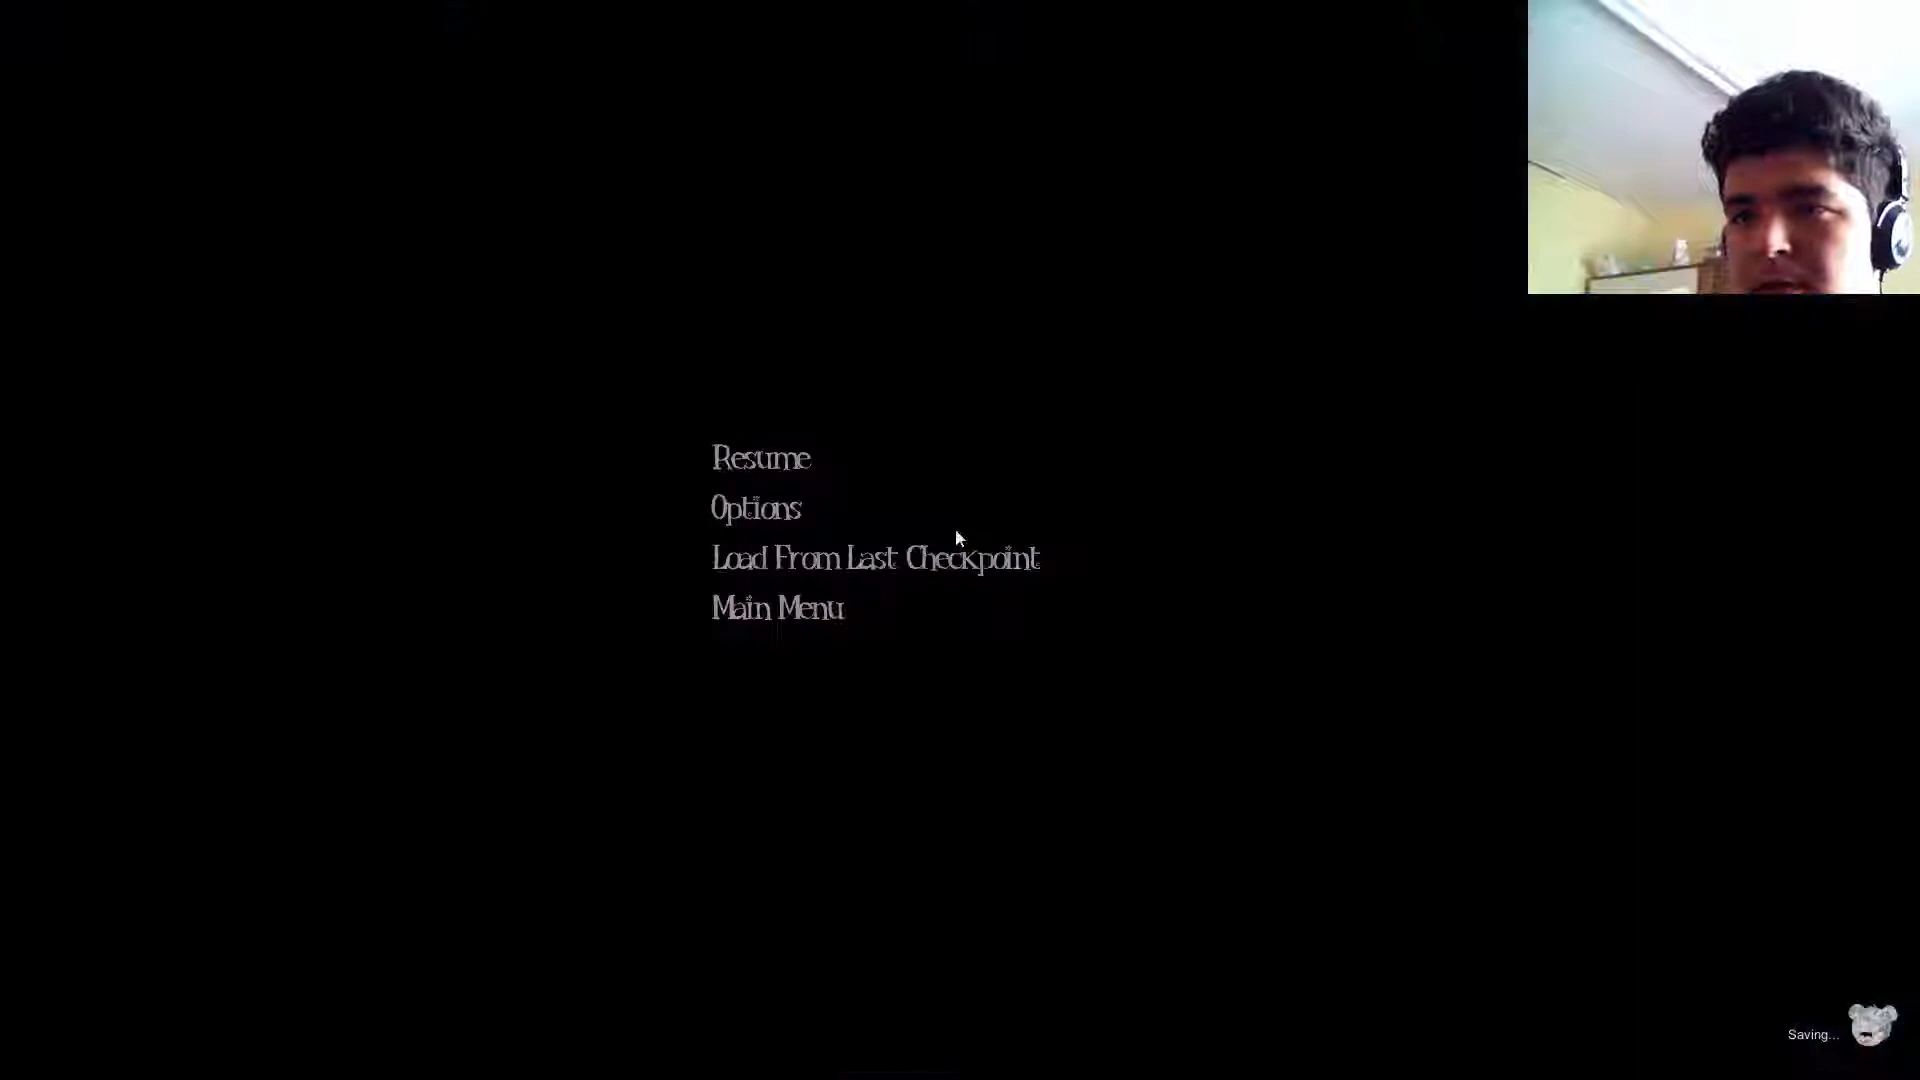 Resume
Options
Load From Last Checkpoint
Main Menu
Saving...